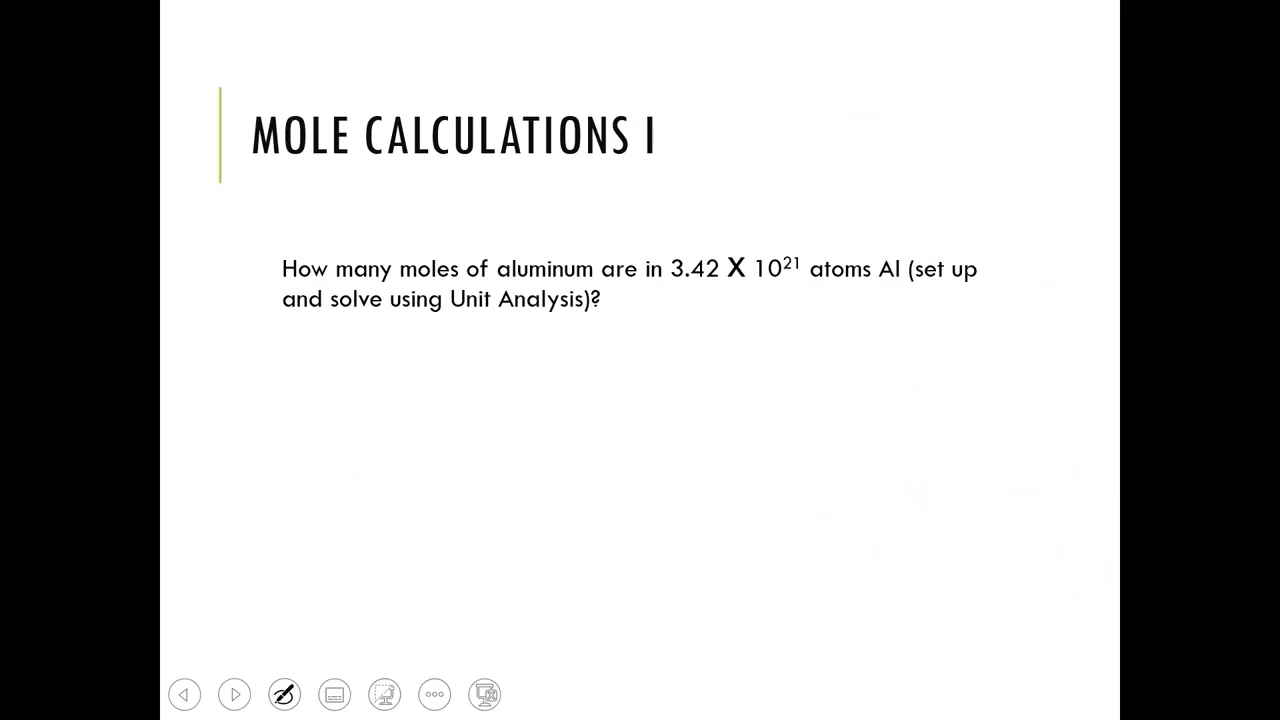 MOLE CALCULATIONS I
How many moles of aluminum are in 3.42 X 10²¹ atoms Al (set up
and solve using Unit Analysis)?